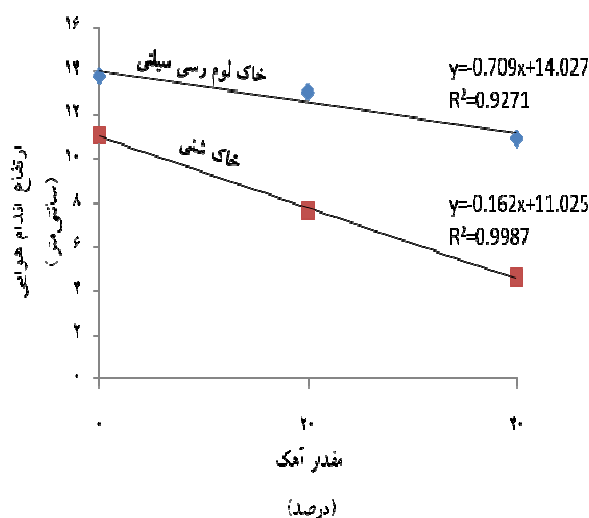 ۱۶
۱۴
۱۲
۱۰
۸
۶
۴
۲
۰
ارتفاع اندام هوایی
(سانتی متر)
خاک لوم رسی سیلتی
y=-0.709x+14.027
R²=0.9271
خاک شنی
y=-0.162x+11.025
R²=0.9987
۰ ۲۰ ۴۰
مقدار آهک
(درصد)